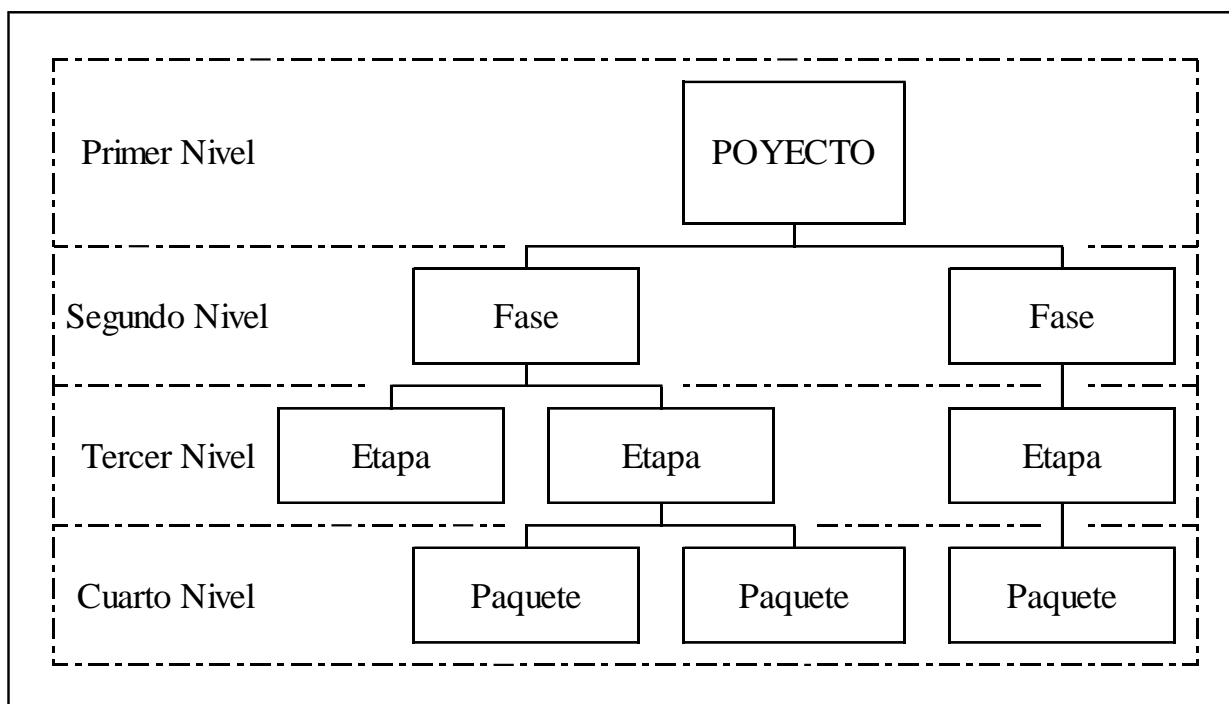 Primer Nivel
POYECTO
Segundo Nivel
Fase
Fase
Tercer Nivel
Etapa
Etapa
Etapa
Cuarto Nivel
Paquete
Paquete
Paquete